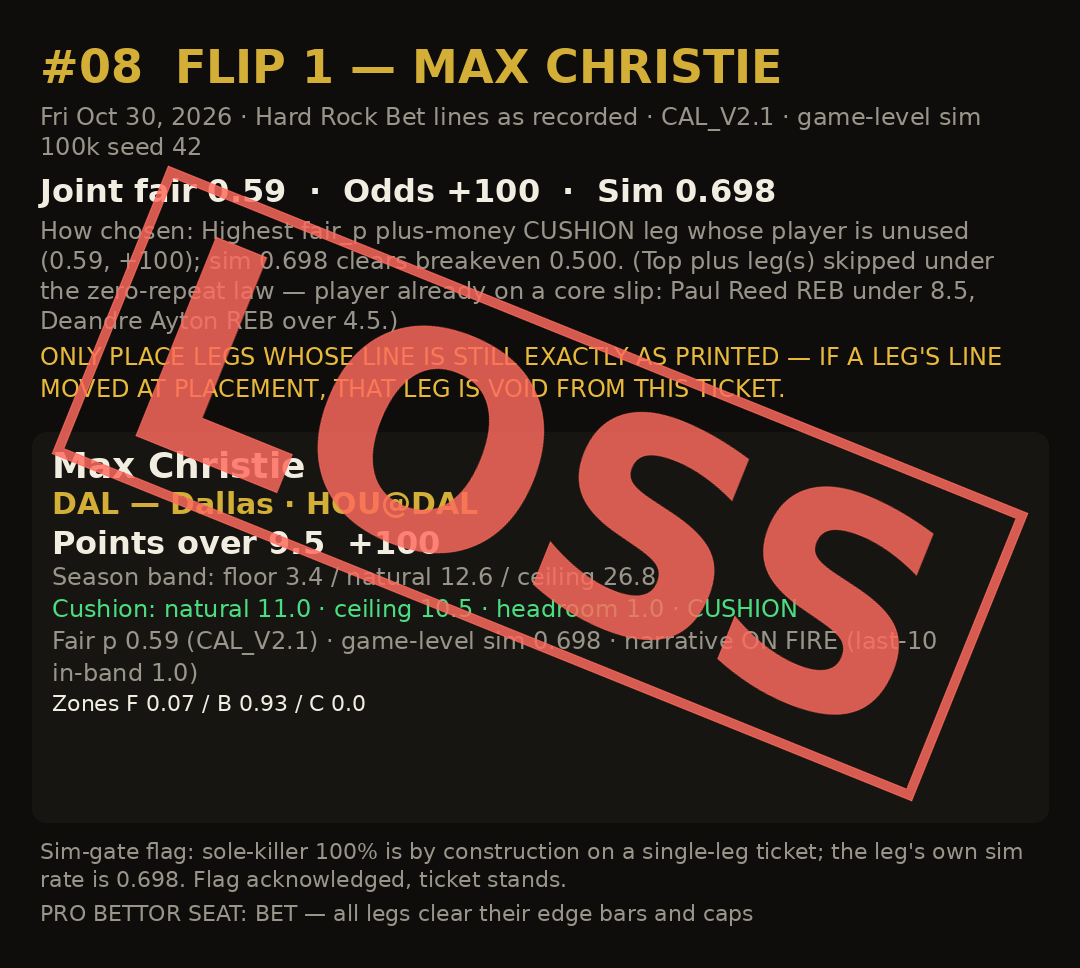 #08 FLIP 1 — MAX CHRISTIE
Fri Oct 30, 2026 · Hard Rock Bet lines as recorded · CAL_V2.1 · game-level sim
100k seed 42
Joint fair 0.59 · Odds +100 · Sim 0.698
How chosen: Highest fair_p plus-money CUSHION leg whose player is unused
(0.59, +100); sim 0.698 clears breakeven 0.500. (Top plus leg(s) skipped under
the zero-repeat law — player already on a core slip: Paul Reed REB under 8.5,
Deandre Ayton REB over 4.5.)
ONLY PLACE LEGS WHOSE LINE IS STILL EXACTLY AS PRINTED — IF A LEG'S LINE
MOVED AT PLACEMENT, THAT LEG IS VOID FROM THIS TICKET.
LOSS
Max Christie
DAL — Dallas · HOU@DAL
Points over 9.5 +100
Season band: floor 3.4 / natural 12.6 / ceiling 26.8
Cushion: natural 11.0 · ceiling 10.5 · headroom 1.0 · CUSHION
Fair p 0.59 (CAL_V2.1) · game-level sim 0.698 · narrative ON FIRE (last-10
in-band 1.0)
Zones F 0.07 / B 0.93 / C 0.0
Sim-gate flag: sole-killer 100% is by construction on a single-leg ticket; the leg's own sim
rate is 0.698. Flag acknowledged, ticket stands.
PRO BETTOR SEAT: BET — all legs clear their edge bars and caps